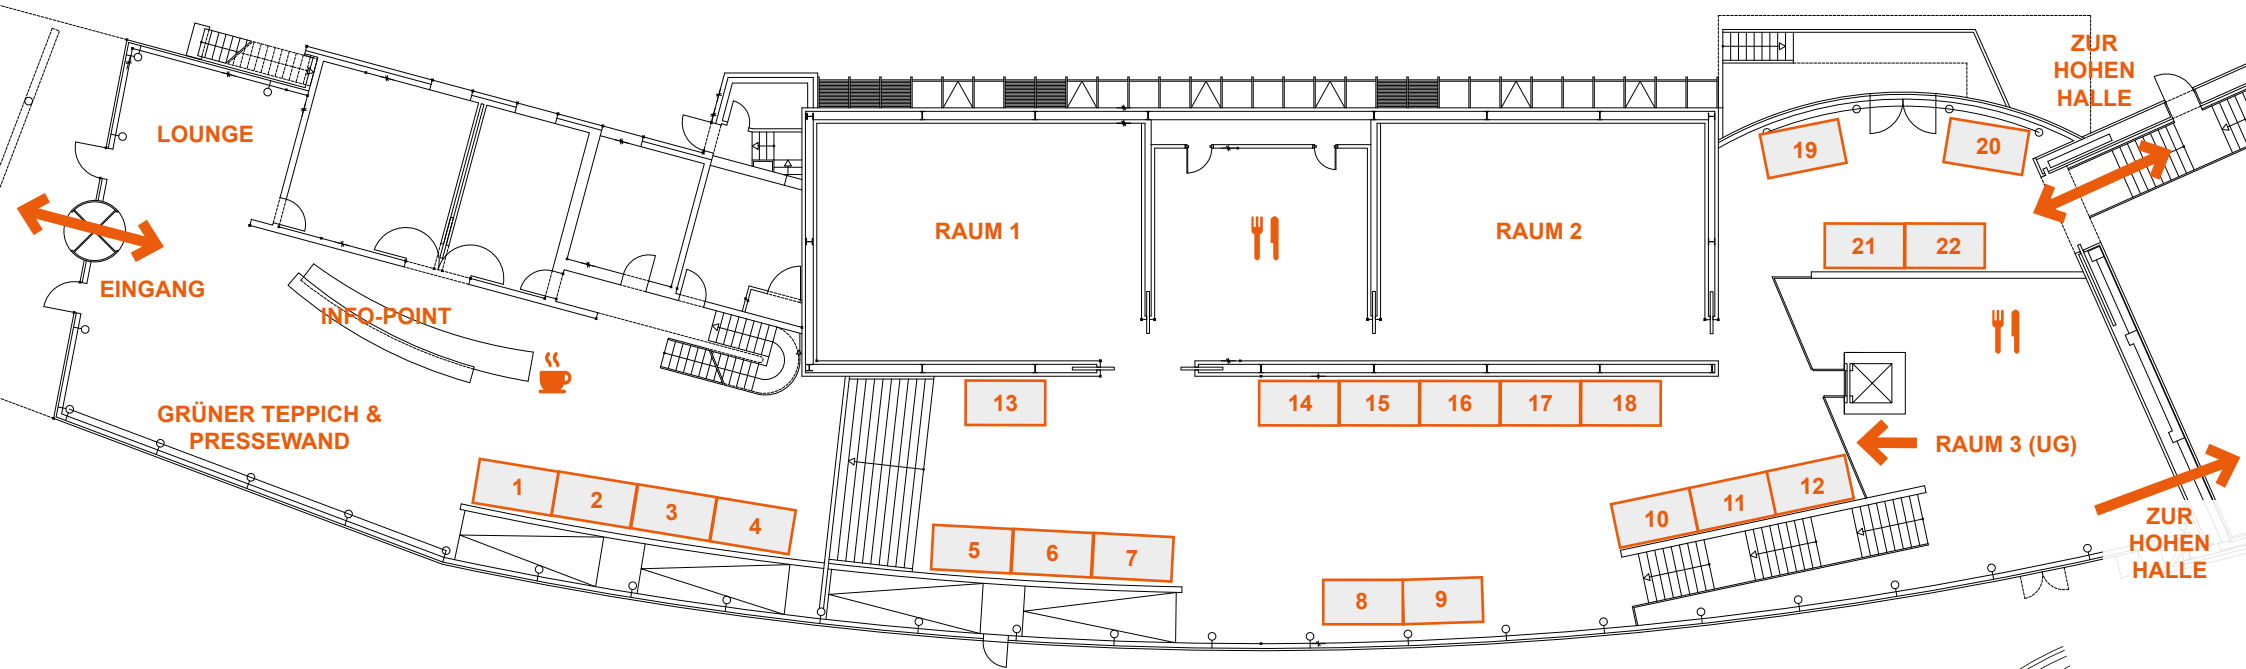 ZUR
HOHEN
HALLE
LOUNGE
19
20
RAUM 1
RAUM 2
21
22
EINGANG
INFO-POINT
GRÜNER TEPPICH &
PRESSEWAND
13
14
15
16
17
18
RAUM 3 (UG)
1
2
3
4
5
6
7
8
9
10
11
12
ZUR
HOHEN
HALLE